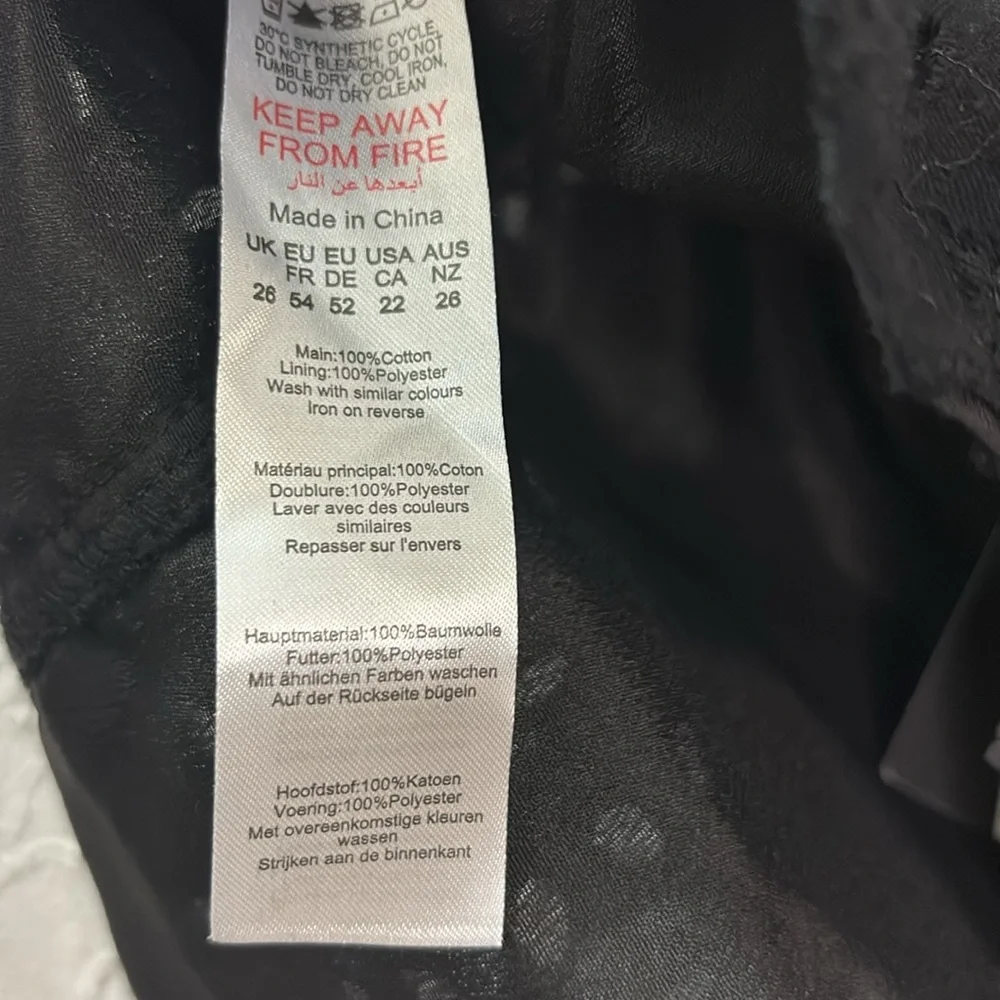 30°C SYNTHETIC CYCLE,
DO NOT BLEACH, DO NOT
TUMBLE DRY, COOL IRON,
DO NOT DRY CLEAN
KEEP AWAY
FROM FIRE
أبعدها عن النار
Made in China
UK EU EU USA AUS
FR DE CA NZ
26 54 52 22 26
Main:100%Cotton
Lining:100%Polyester
Wash with similar colours
Iron on reverse
Matériau principal:100%Coton
Doublure:100%Polyester
Laver avec des couleurs
similaires
Repasser sur l'envers
Hauptmaterial:100%Baumwolle
Futter:100%Polyester
Mit ähnlichen Farben waschen
Auf der Rückseite bügeln
Hoofdstof:100%Katoen
Voering:100%Polyester
Met overeenkomstige kleuren
wassen
Strijken aan de binnenkant